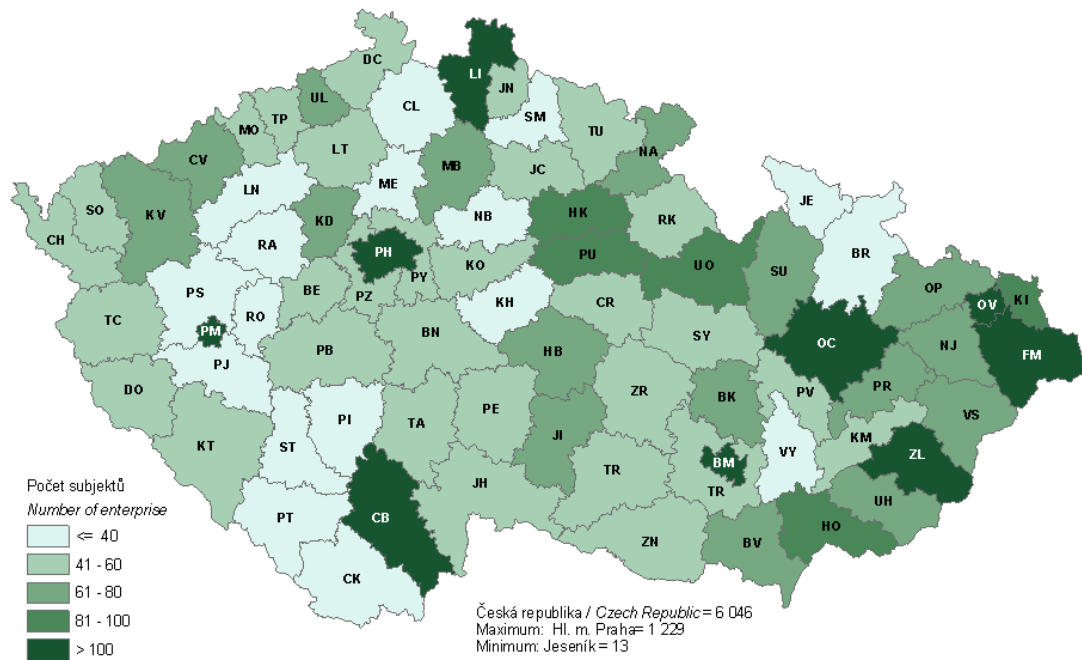 DC
LI
JN
UL
CL
TP
SM
MO
TU
LT
NA
CV
MB
JC
ME
LN
JE
SO
KV
KD
NB
HK
RK
CH
RA
PH
BR
PU
UO
SU
KO
PY
OP
BE
PZ
PS
KH
CR
OV
KI
RO
TC
PM
BN
SY
OC
NJ
FM
PB
HB
PJ
DO
PR
ZR
PV
BK
PE
VS
PI
TA
KT
ST
JI
KM
VY
ZL
BM
TR
JH
TR
UH
PT
CB
HO
ZN
BV
CK
Počet subjektů
Number of enterprise
<= 40
41 - 60
61 - 80
81 - 100
> 100
Česká republika / Czech Republic = 6 046
Maximum: Hl. m. Praha= 1 229
Minimum: Jeseník = 13